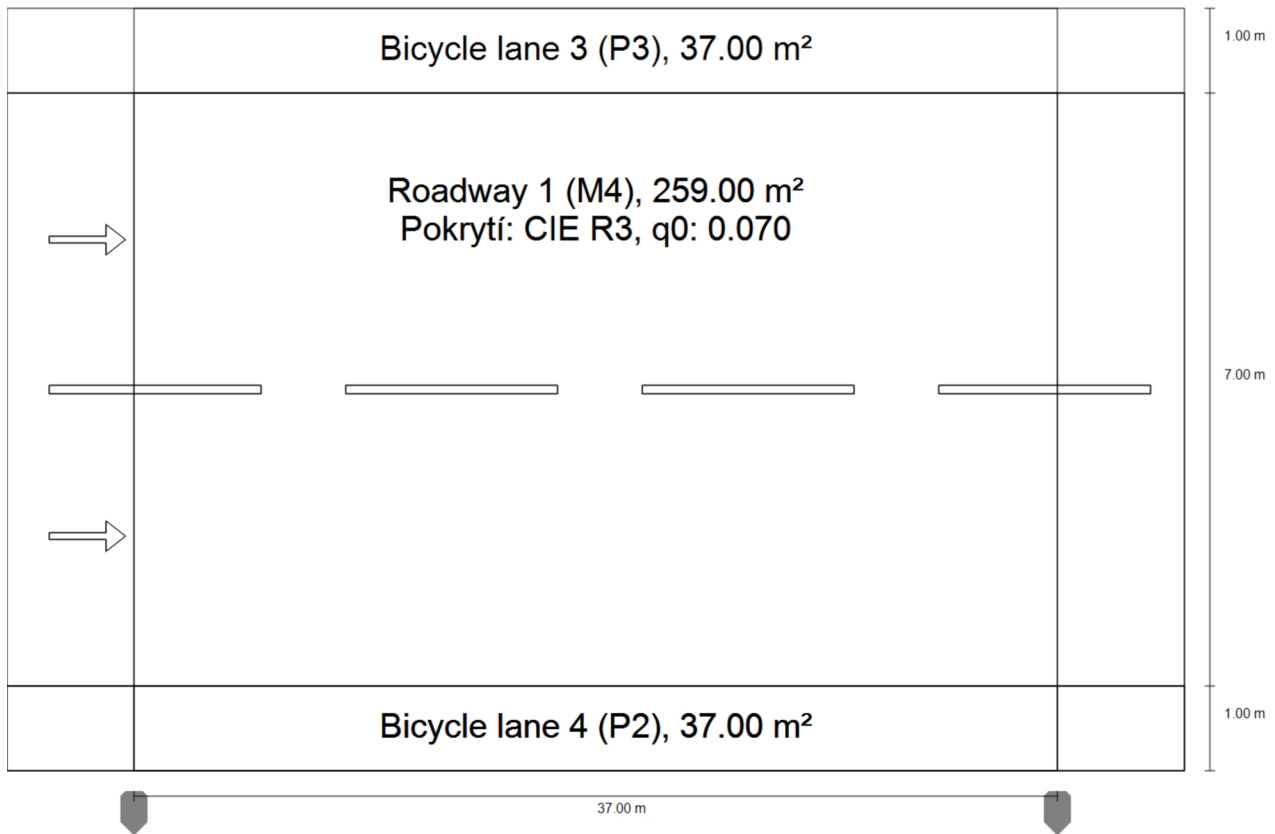 Bicycle lane 3 (P3), 37.00 m²
1.00 m
Roadway 1 (M4), 259.00 m²
Pokrytí: CIE R3, q0: 0.070
7.00 m
Bicycle lane 4 (P2), 37.00 m²
1.00 m
37.00 m